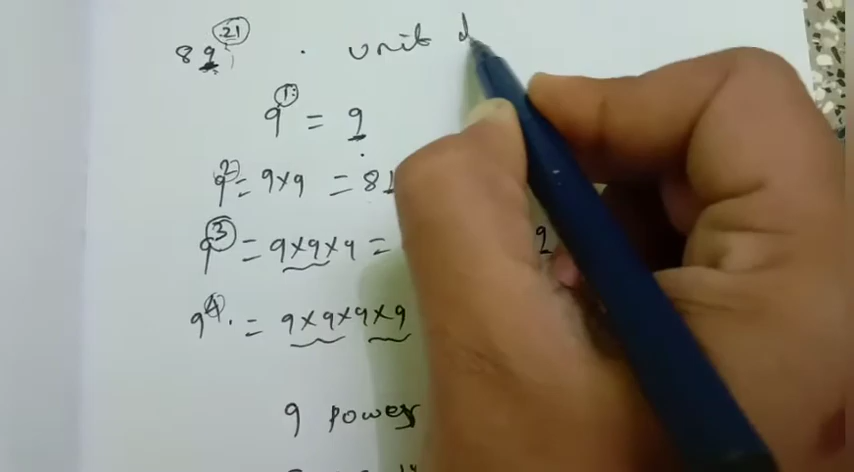 89²¹ . unit d
9¹ = 9
9² = 9×9 = 81
9³ = 9×9×9 = 9
9⁴ . = 9×9×9×9
9 power